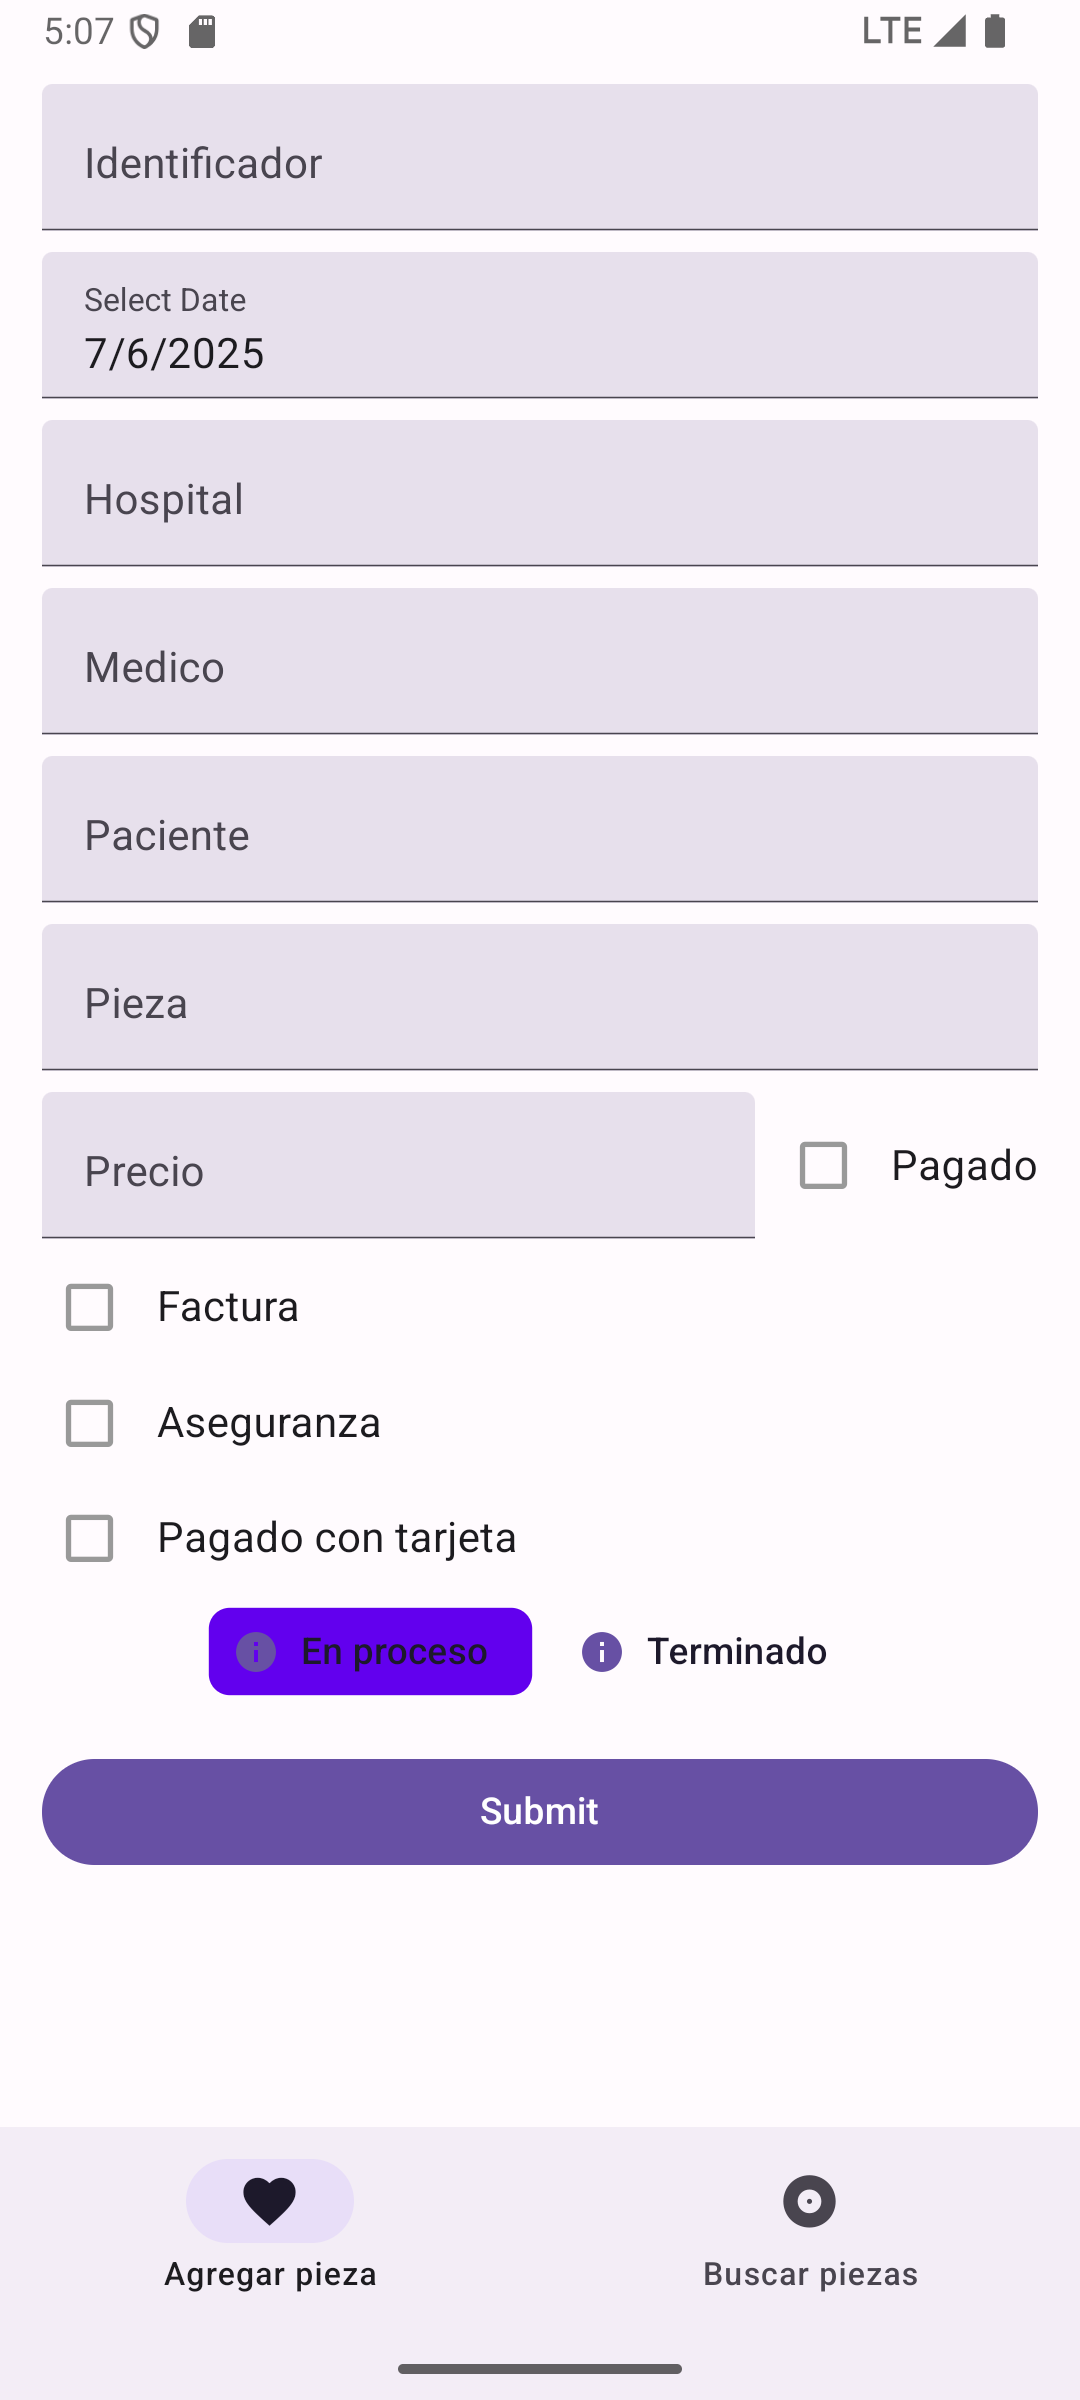 5:07 LTE
Identificador
Select Date
7/6/2025
Hospital
Medico
Paciente
Pieza
Precio
Pagado
Factura
Aseguranza
Pagado con tarjeta
En proceso Terminado
Submit
Agregar pieza Buscar piezas